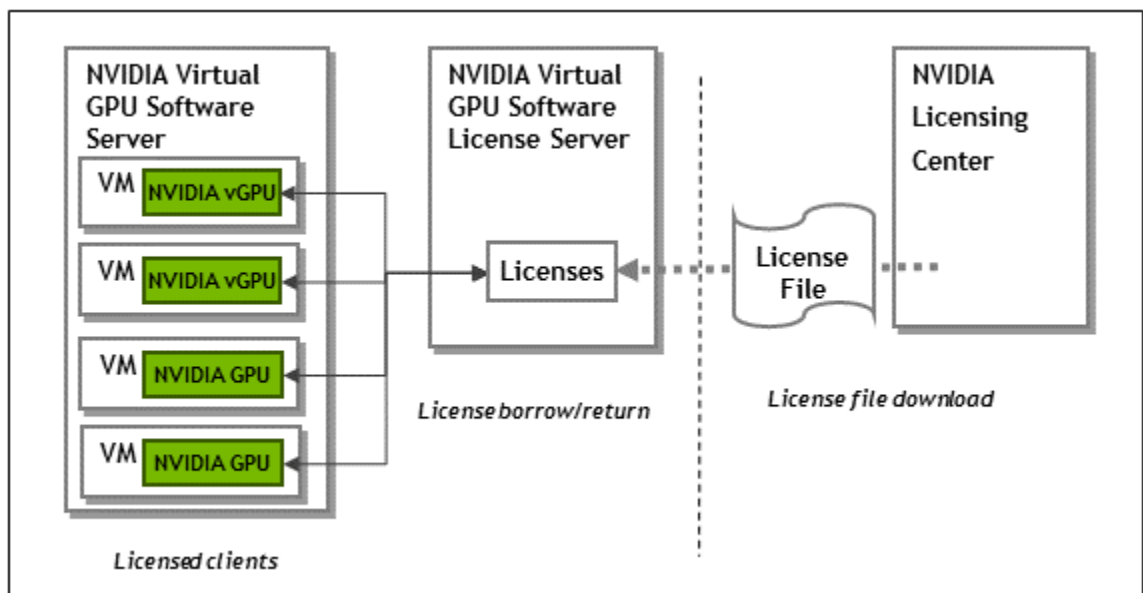 NVIDIA Virtual
GPU Software
Server
VM
NVIDIA vGPU
VM
NVIDIA vGPU
VM
NVIDIA GPU
VM
NVIDIA GPU
Licensed clients
NVIDIA Virtual
GPU Software
License Server
Licenses
License borrow/return
License
File
License file download
NVIDIA
Licensing
Center